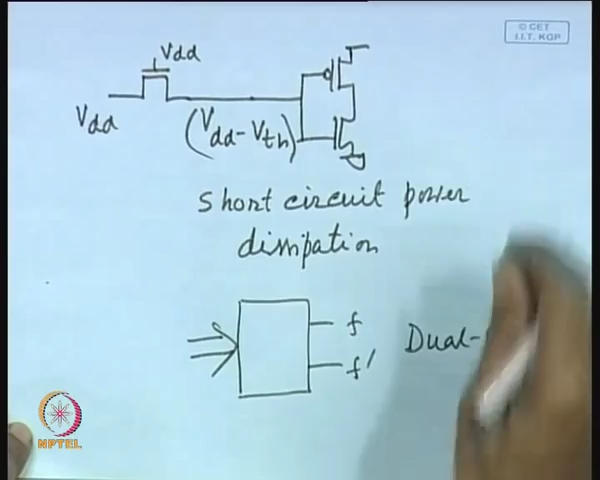 © CET
I.I.T. KGP
Vdd
Vdd
(Vdd - Vth)
short circuit power
dissipation
f
f' Dual-
NPTEL